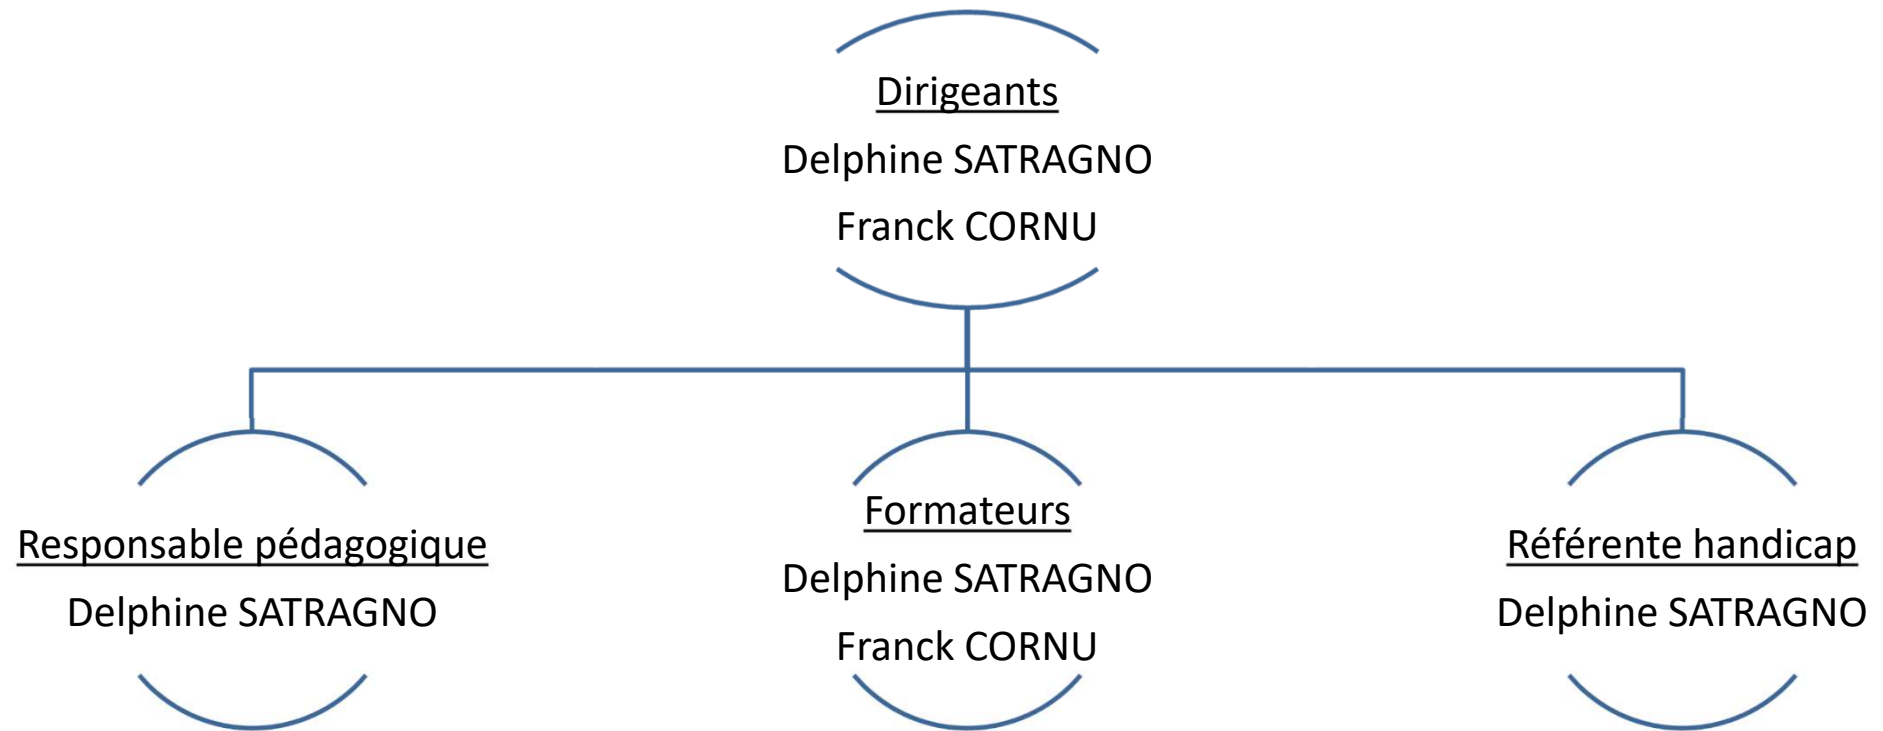 Dirigeants
Delphine SATRAGNO
Franck CORNU
Responsable pédagogique
Delphine SATRAGNO
Formateurs
Delphine SATRAGNO
Franck CORNU
Référente handicap
Delphine SATRAGNO